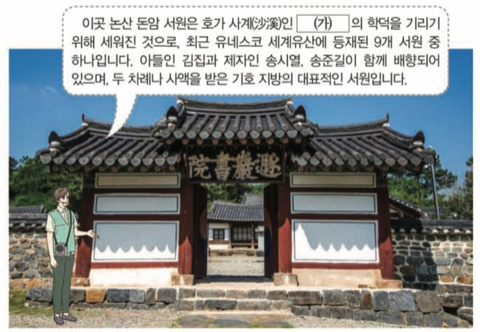 이곳 논산 돈암 서원은 호가 사계(沙溪)인 (가) 의 학덕을 기리기
위해 세워진 것으로, 최근 유네스코 세계유산에 등재된 9개 서원 중
하나입니다. 아들인 김집과 제자인 송시열, 송준길이 함께 배향되어
있으며, 두 차례나 사액을 받은 기호 지방의 대표적인 서원입니다.
院書巖遯